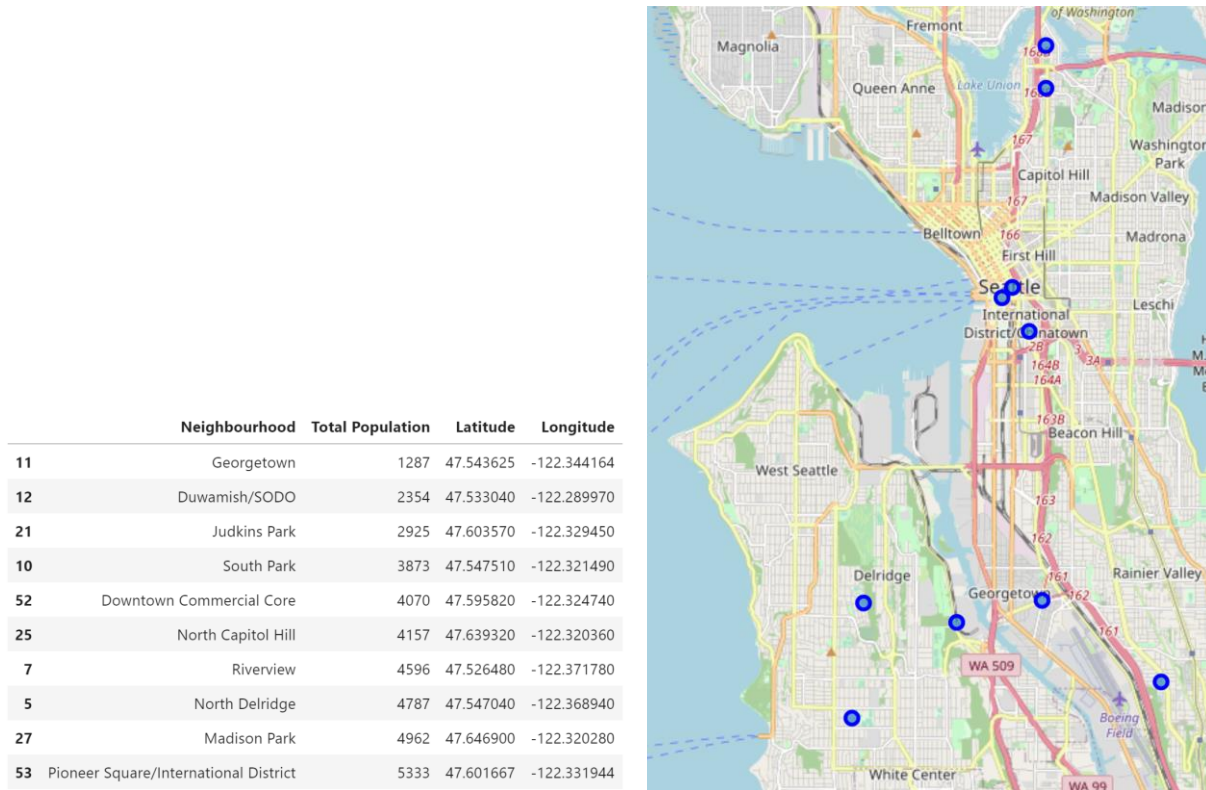 Neighbourhood Total Population Latitude Longitude
11 Georgetown 1287 47.543625 -122.344164
12 Duwamish/SODO 2354 47.533040 -122.289970
21 Judkins Park 2925 47.603570 -122.329450
10 South Park 3873 47.547510 -122.321490
52 Downtown Commercial Core 4070 47.595820 -122.324740
25 North Capitol Hill 4157 47.639320 -122.320360
7 Riverview 4596 47.526480 -122.371780
5 North Delridge 4787 47.547040 -122.368940
27 Madison Park 4962 47.646900 -122.320280
53 Pioneer Square/International District 5333 47.601667 -122.331944
of Washington
Fremont
Magnolia
Queen Anne
Lake Union
Madison
167
Washington
Park
Capitol Hill
167
Madison Valley
Belltown
166
Madrona
First Hill
Leschi
International
2B
3
3A
164B
164A
163B
Beacon Hill
West Seattle
163
162
Delridge
161
162
Rainier Valley
161
WA 509
Boeing
Field
White Center
WA 99